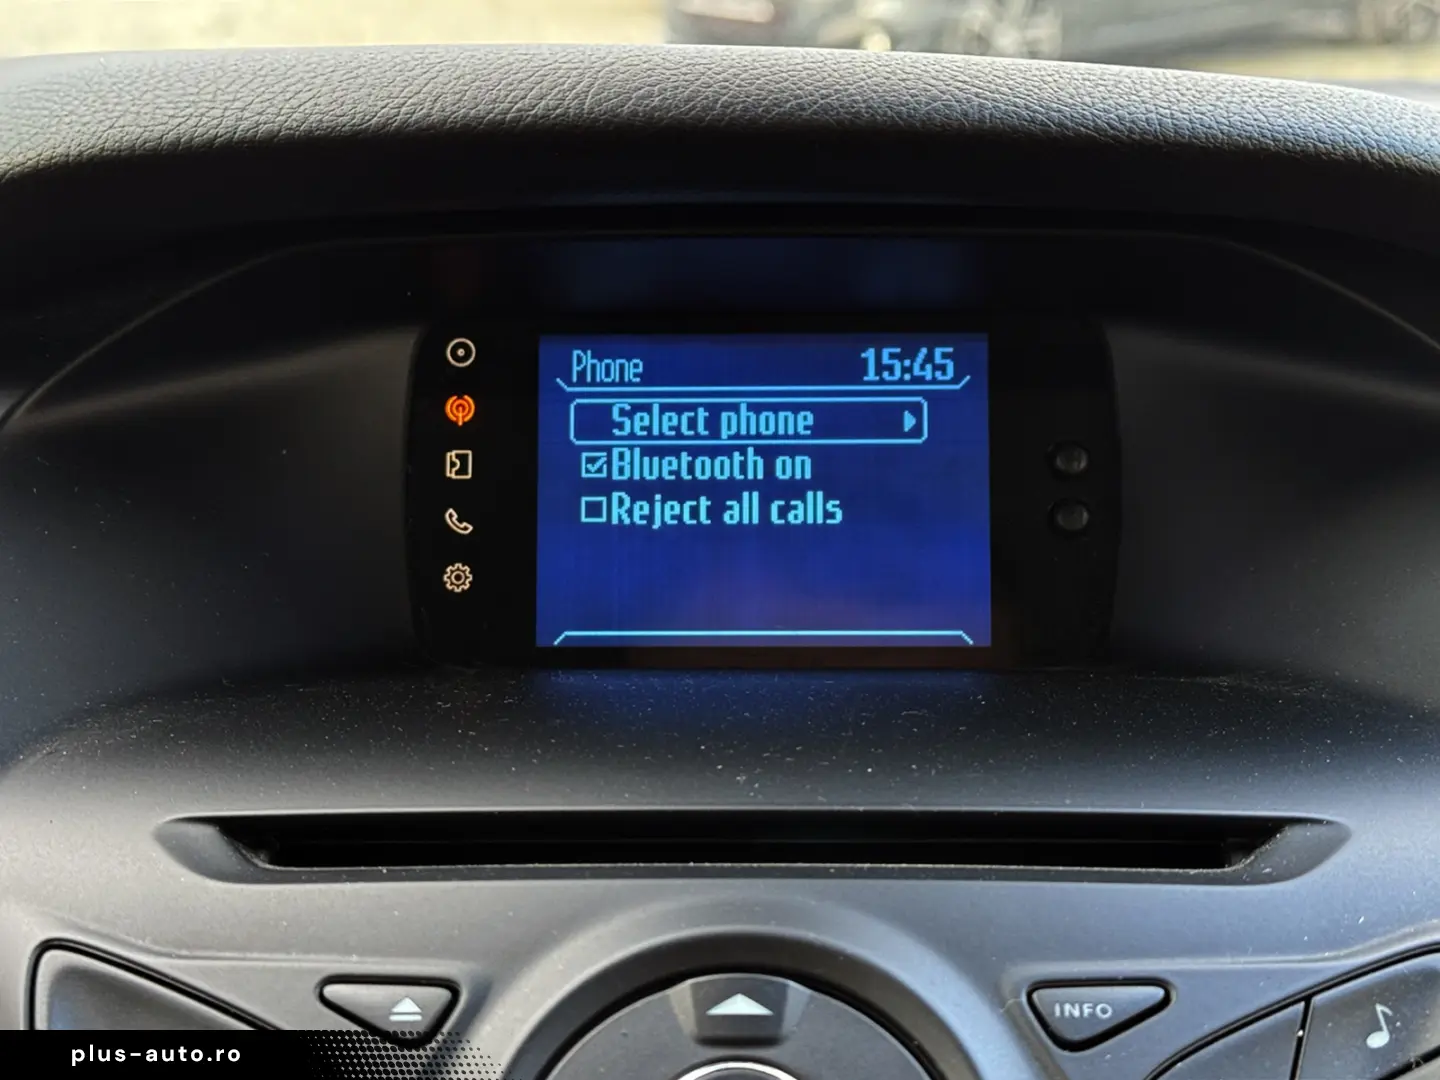 Phone 15:45
Select phone
Bluetooth on
Reject all calls
INFO
plus-auto.ro